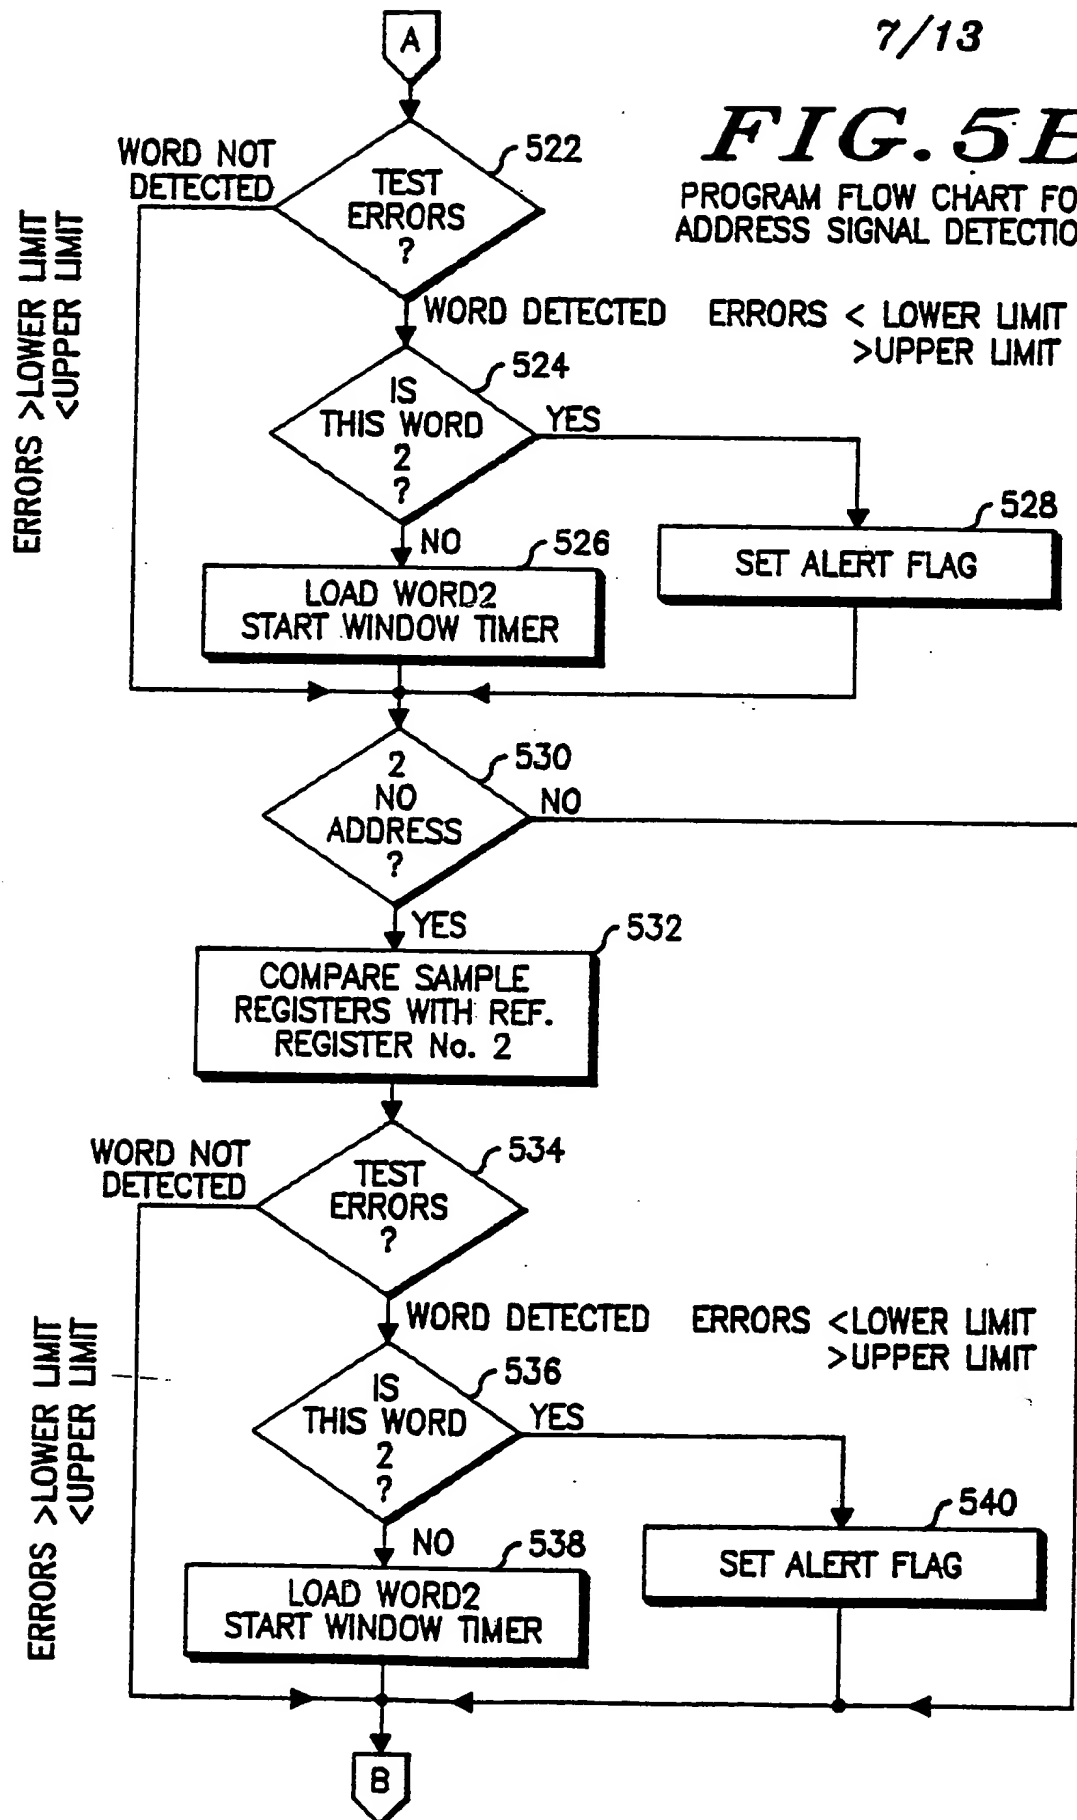 A
7/13
FIG.5B
PROGRAM FLOW CHART FO
ADDRESS SIGNAL DETECTIO
522
WORD NOT
DETECTED
TEST
ERRORS
?
ERRORS >LOWER LIMIT
<UPPER LIMIT
WORD DETECTED ERRORS < LOWER LIMIT
>UPPER LIMIT
524
IS
THIS WORD
2
?
YES
NO
526
LOAD WORD2
START WINDOW TIMER
528
SET ALERT FLAG
530
2
NO
ADDRESS
?
NO
YES
532
COMPARE SAMPLE
REGISTERS WITH REF.
REGISTER No. 2
534
WORD NOT
DETECTED
TEST
ERRORS
?
ERRORS >LOWER LIMIT
<UPPER LIMIT
WORD DETECTED ERRORS <LOWER LIMIT
>UPPER LIMIT
536
IS
THIS WORD
2
?
YES
NO
538
LOAD WORD2
START WINDOW TIMER
540
SET ALERT FLAG
B